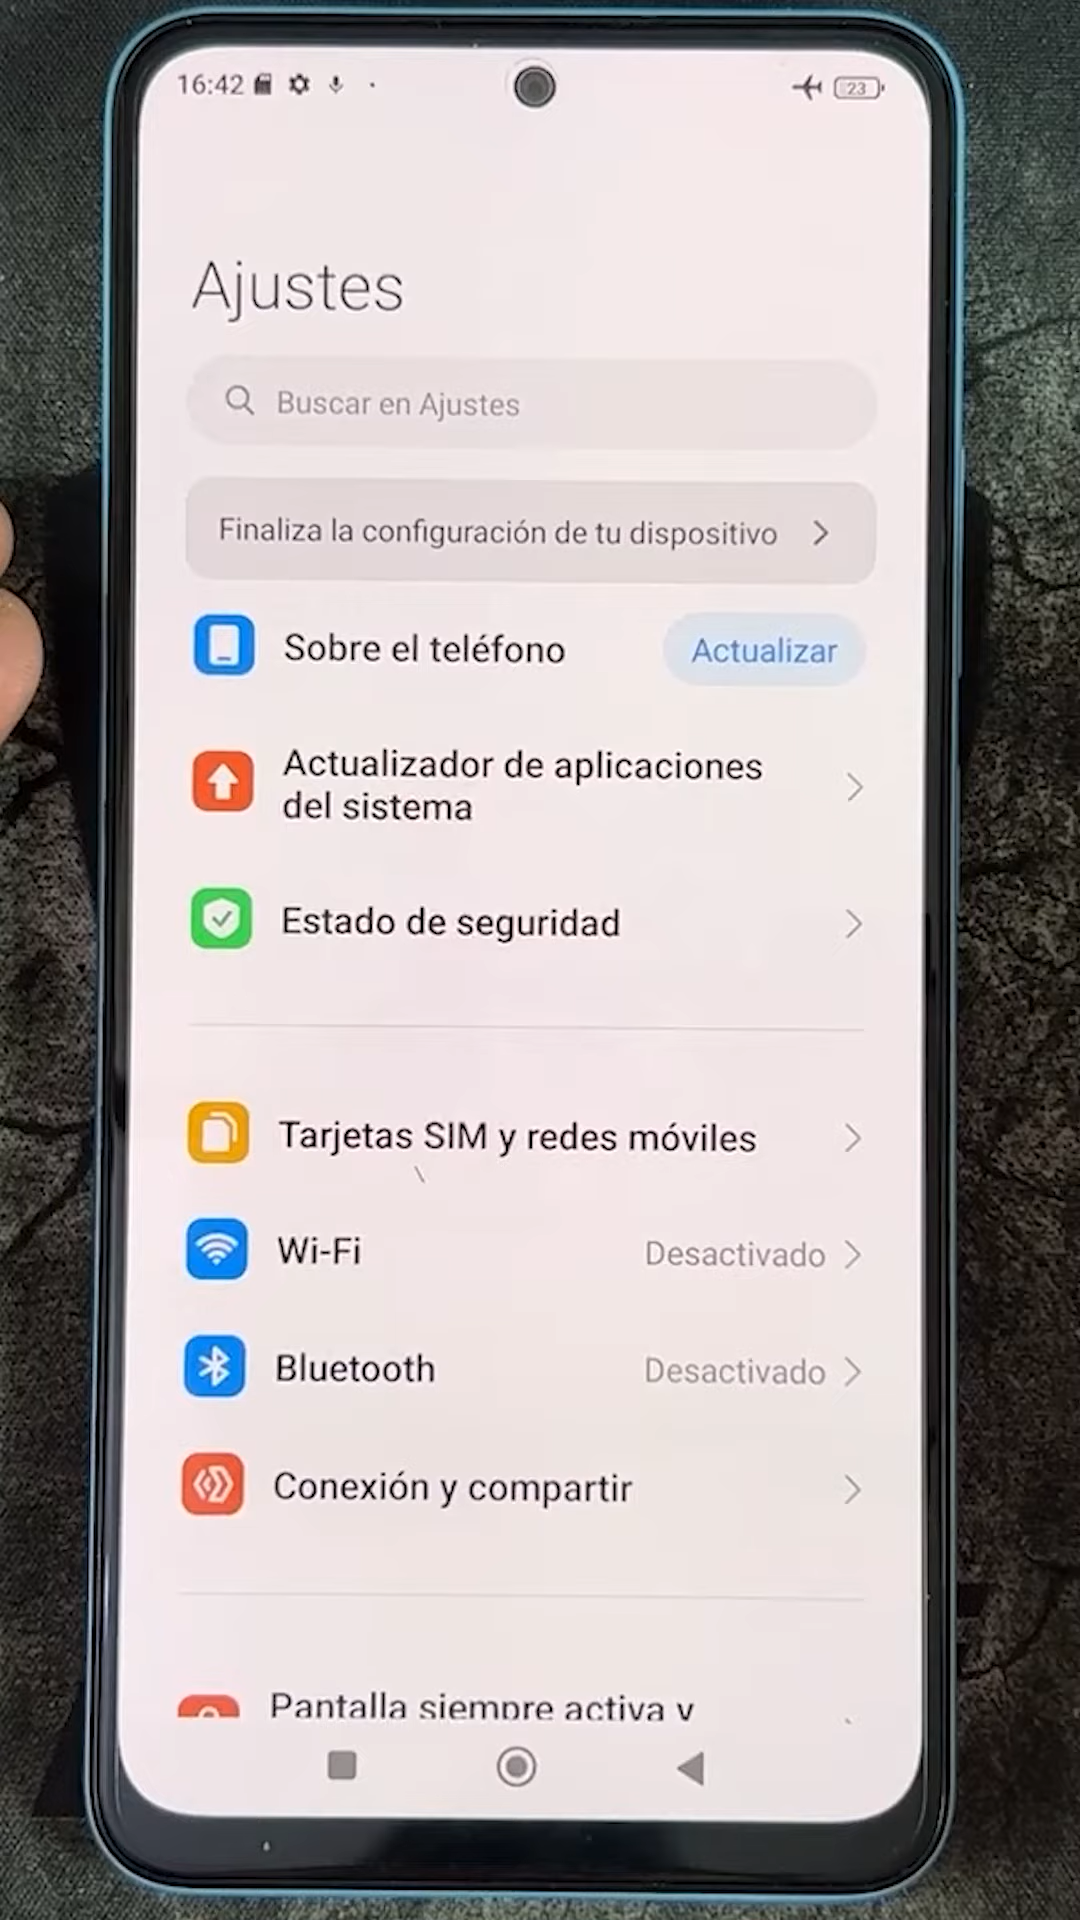 16:42
23
Ajustes
Buscar en Ajustes
Finaliza la configuración de tu dispositivo
Sobre el teléfono
Actualizar
Actualizador de aplicaciones
del sistema
Estado de seguridad
Tarjetas SIM y redes móviles
Wi-Fi
Desactivado
Bluetooth
Desactivado
Conexión y compartir
Pantalla siempre activa y